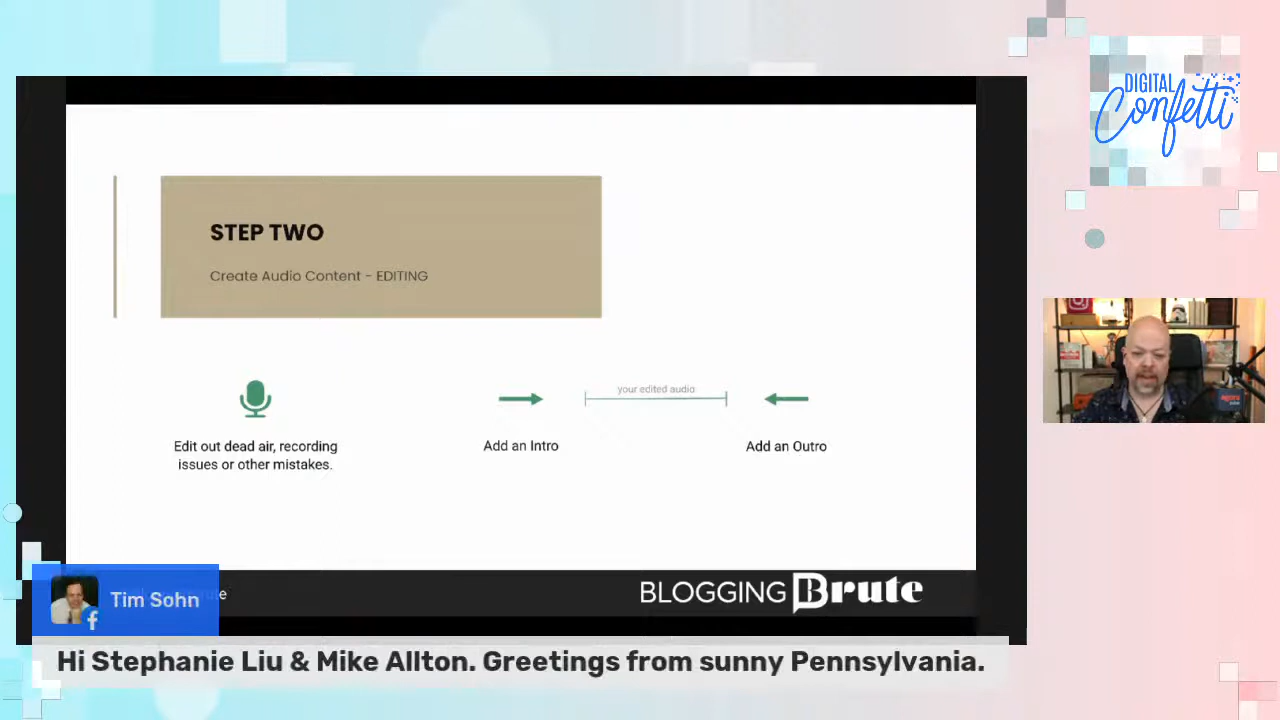 DIGITAL
Confetti
STEP TWO
Create Audio Content - EDITING
your edited audio
Edit out dead air, recording
issues or other mistakes.
Add an Intro
Add an Outro
BLOGGING Brute
Tim Sohn
Hi Stephanie Liu & Mike Allton. Greetings from sunny Pennsylvania.